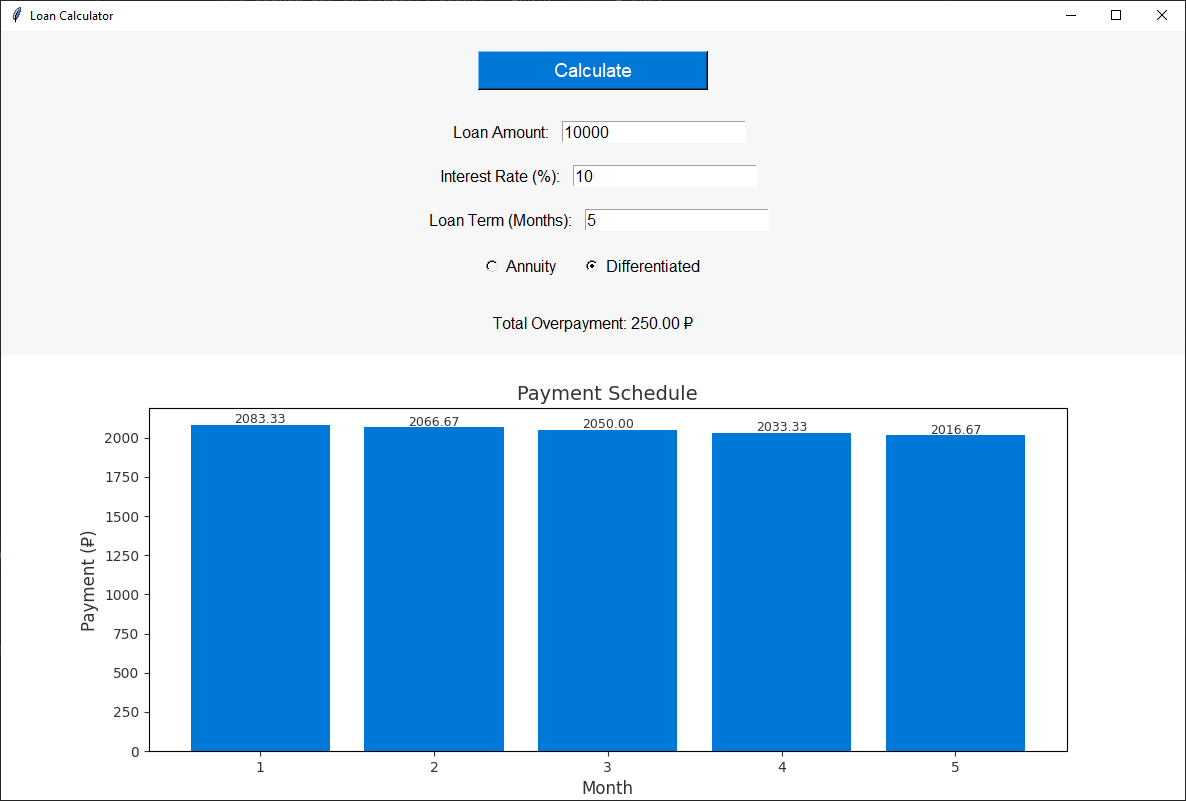 Loan Calculator
Calculate
Loan Amount: 10000
Interest Rate (%): 10
Loan Term (Months): 5
Annuity Differentiated
Total Overpayment: 250.00 ₽
Payment Schedule
2083.33 2066.67 2050.00 2033.33 2016.67
2000
1750
1500
1250
1000
750
500
250
0
Payment (₽)
1 2 3 4 5
Month